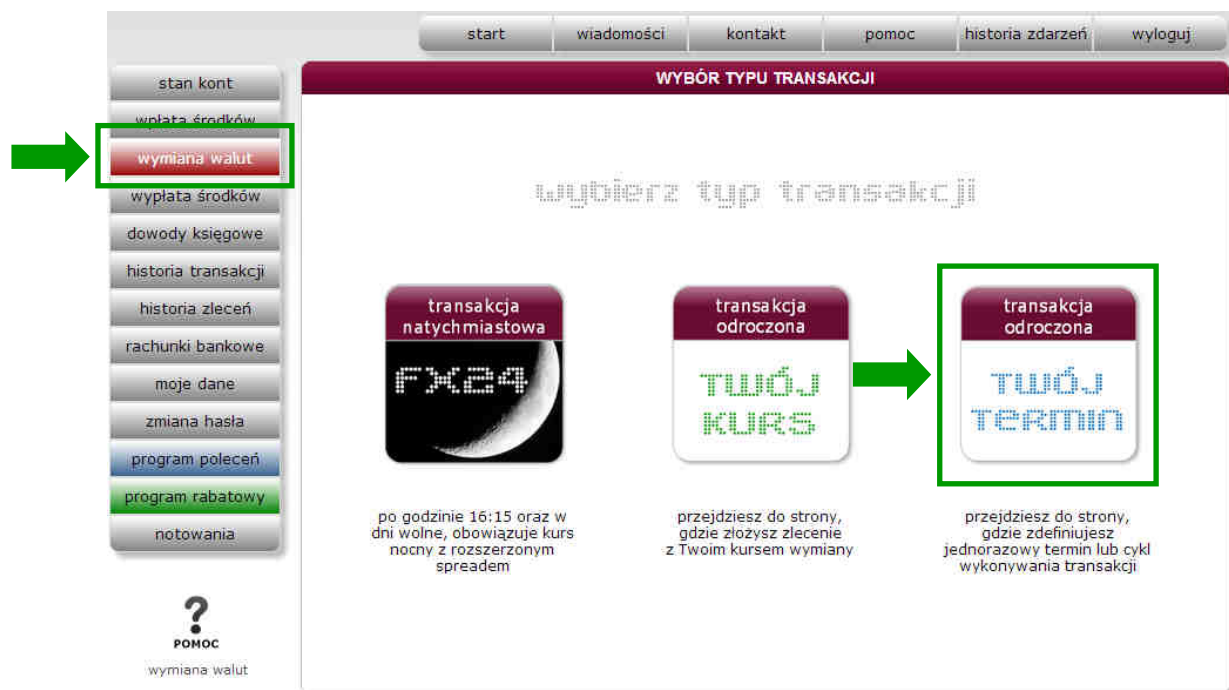 start
wiadomości
kontakt
pomoc
historia zdarzeń
wyloguj
stan kont
wpłata środków
wymiana walut
wypłata środków
dowody księgowe
historia transakcji
historia zleceń
rachunki bankowe
moje dane
zmiana hasła
program poleceń
program rabatowy
notowania
POMOC
wymiana walut
WYBÓR TYPU TRANSAKCJI
wybierz typ transakcji
transakcja
natychmiastowa
FX24
po godzinie 16:15 oraz w
dni wolne, obowiązuje kurs
nocny z rozszerzonym
spreadem
transakcja
odroczona
TWÓJ
KURS
przejdziesz do strony,
gdzie złożysz zlecenie
z Twoim kursem wymiany
transakcja
odroczona
TWÓJ
TERMIN
przejdziesz do strony,
gdzie zdefiniujesz
jednorazowy termin lub cykl
wykonywania transakcji